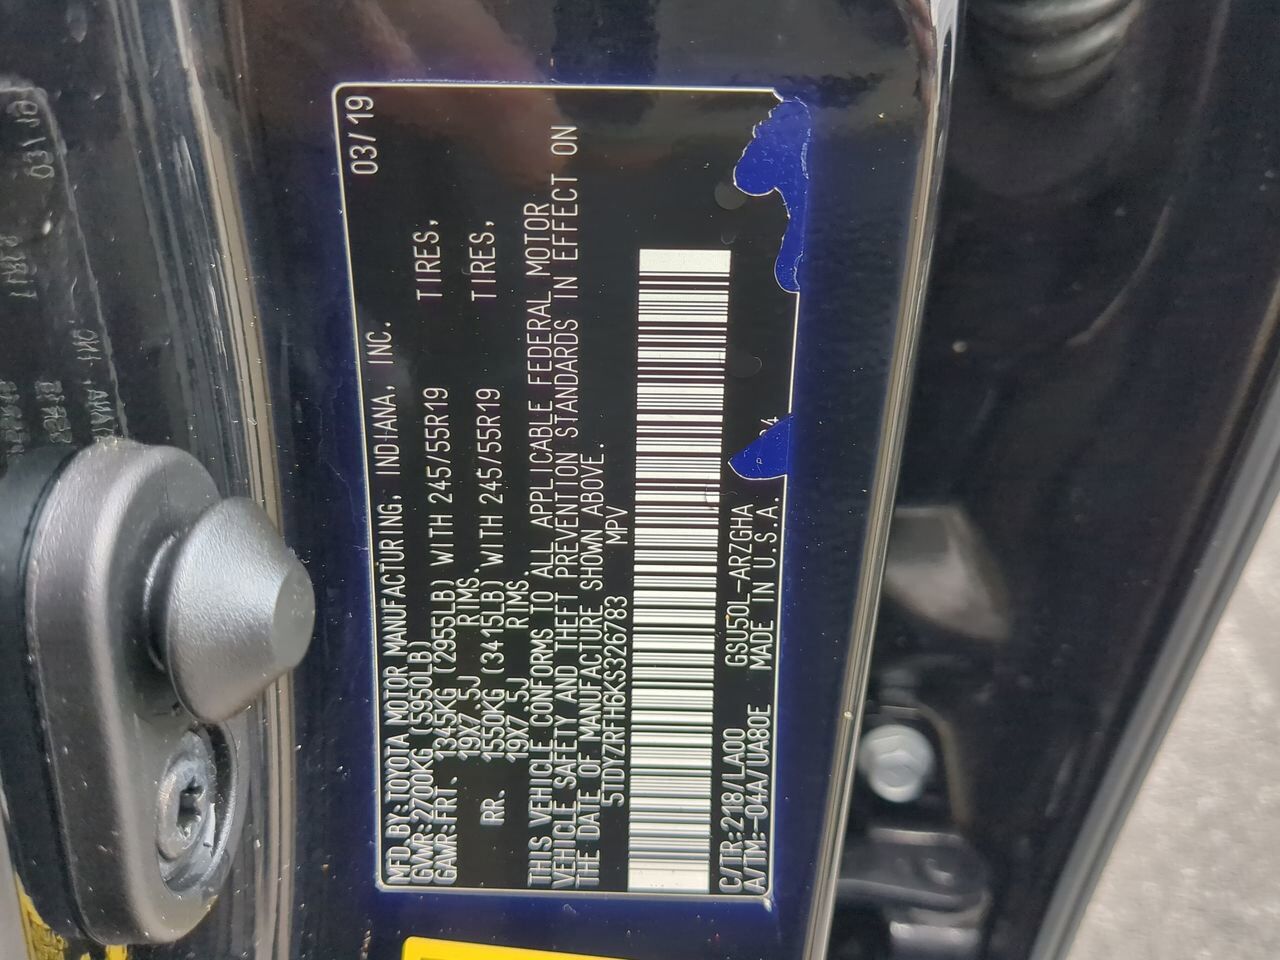 MFD. BY: TOYOTA MOTOR MANUFACTURING, INDIANA, INC. 03/19
GVWR: 2700KG (5950LB)
GAWR: FRT. 1345KG (2955LB) WITH 245/55R19 TIRES,
19X7.5J RIMS.
RR. 1550KG (3415LB) WITH 245/55R19 TIRES,
19X7.5J RIMS.
THIS VEHICLE CONFORMS TO ALL APPLICABLE FEDERAL MOTOR
VEHICLE SAFETY AND THEFT PREVENTION STANDARDS IN EFFECT ON
THE DATE OF MANUFACTURE SHOWN ABOVE.
5TDYZRFH6KS326783 MPV
C/TR: 218/LA00 GSU50L-ARZGHA
A/TM: -04A/UA80E MADE IN U.S.A.